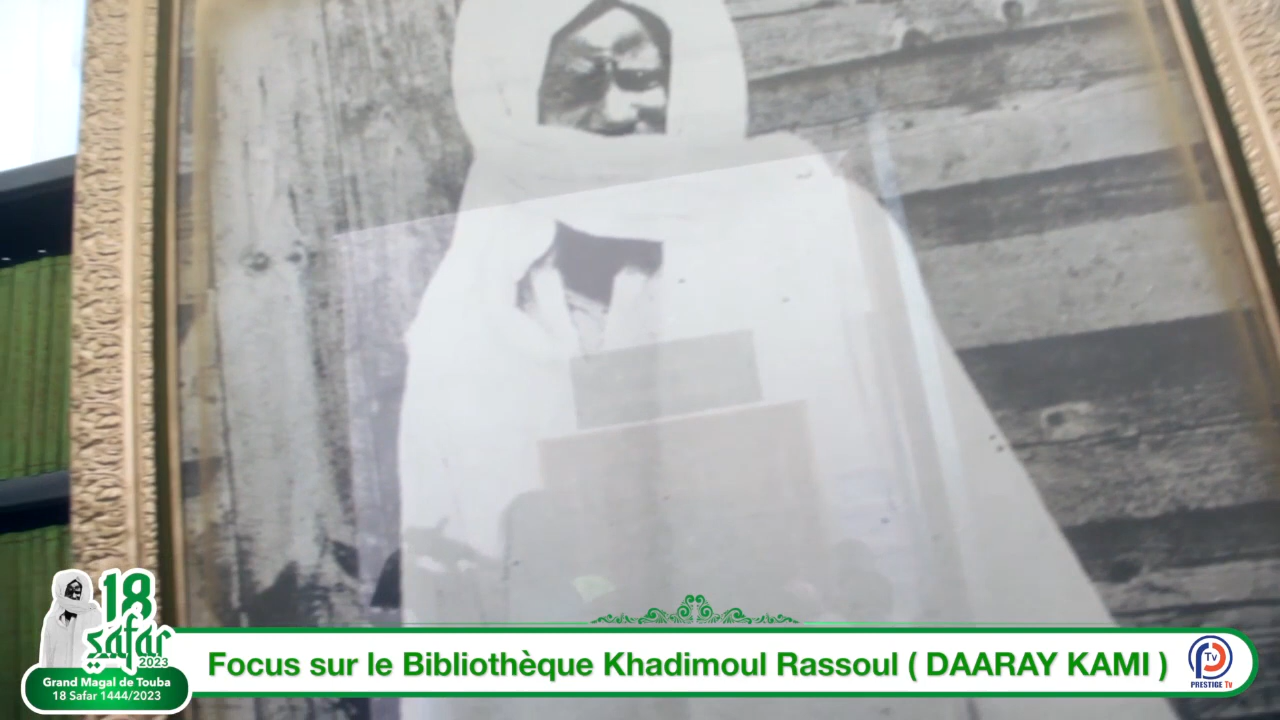 18
safar
2023
Grand Magal de Touba
18 Safar 1444/2023
Focus sur le Bibliothèque Khadimoul Rassoul ( DAARAY KAMI )
Tv
PRESTIGE Tv